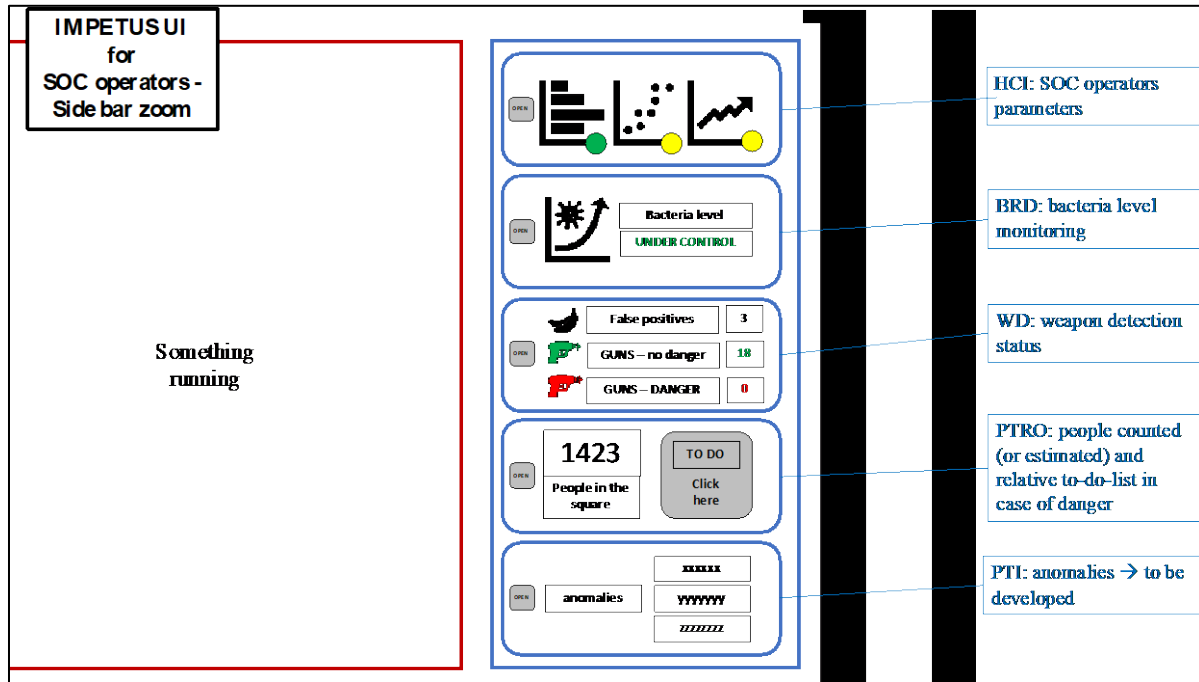 IMPETUS UI
for
SOC operators -
Side bar zoom
Something
running
OPEN
HCI: SOC operators
parameters
OPEN
Bacteria level
UNDER CONTROL
BRD: bacteria level
monitoring
OPEN
False positives 3
GUNS – no danger 18
GUNS – DANGER 0
WD: weapon detection
status
OPEN
1423
People in the
square
TO DO
Click
here
PTRO: people counted
(or estimated) and
relative to-do-list in
case of danger
OPEN
anomalies
xxxxxx
yyyyyyy
zzzzzzzz
PTI: anomalies → to be
developed